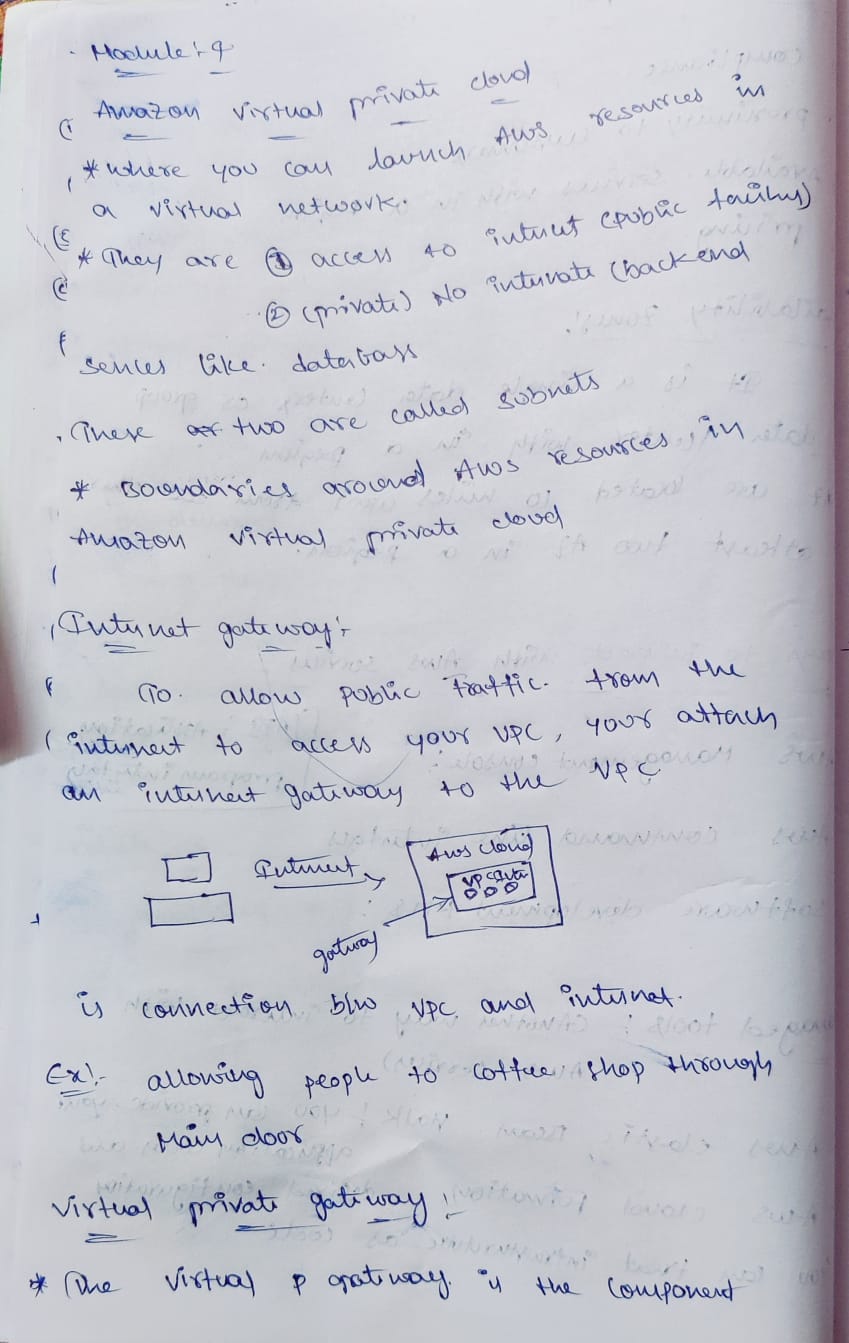 Module :- 4
Amazon virtual private cloud
* where you can launch AWS resources in
a virtual network.
* They are ① access to internet (public facing)
② (private) No internate (backend
services like. databases
These two are called subnets
* Boundaries around AWS resources in
Amazon virtual private cloud
Internet gateway :-
To allow public traffic. from the
internet to access your VPC, your attach
an internet gateway to the VPC
Internet
AWS cloud
VPC
gatway
is connection b/w VPC and internet.
Ex:- allowing people to coffee shop through
Main door
Virtual private gateway :-
* The virtual p gateway is the component